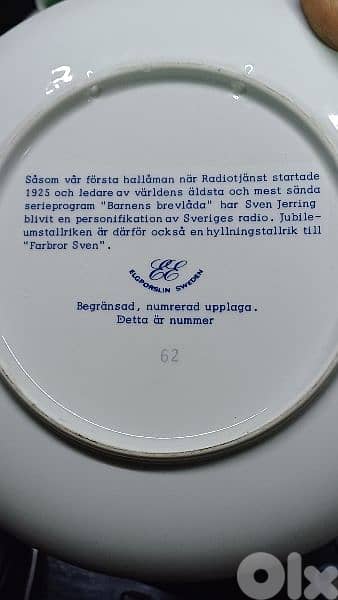 Såsom vår första hallåman när Radiotjänst startade
1925 och ledare av världens äldsta och mest sända
serieprogram "Barnens brevlåda" har Sven Jerring
blivit en personifikation av Sveriges radio. Jubile-
umstallriken är därför också en hyllningstallrik till
"Farbror Sven".
EE
ELGPORSLIN SWEDEN
Begränsad, numrerad upplaga.
Detta är nummer
62
Olx